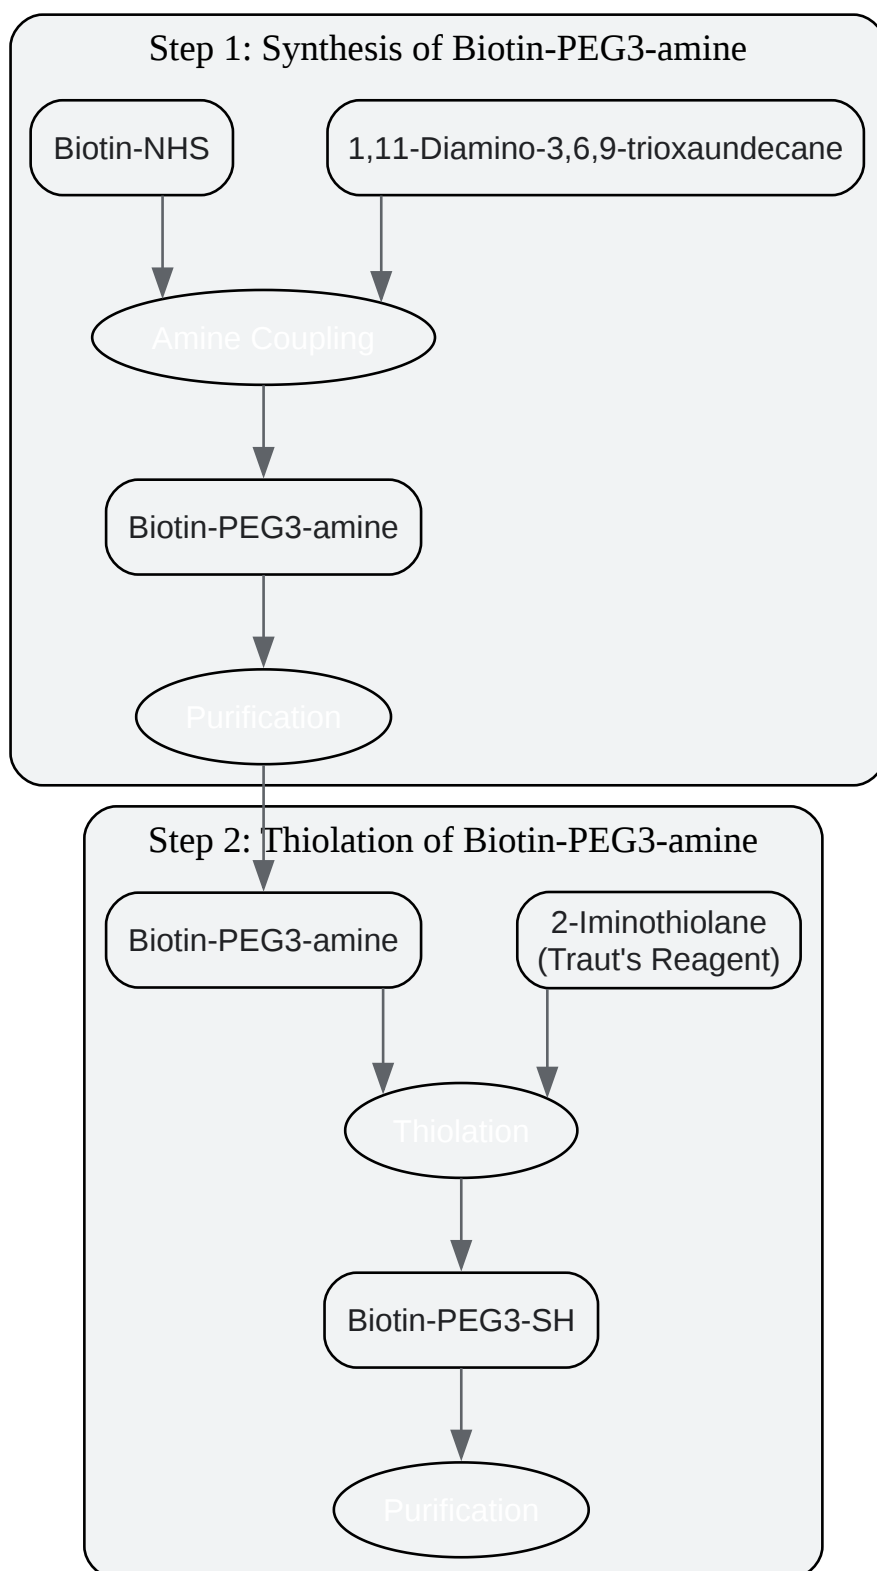 Step 1: Synthesis of Biotin-PEG3-amine
Biotin-NHS
1,11-Diamino-3,6,9-trioxaundecane
Amine Coupling
Biotin-PEG3-amine
Purification
Step 2: Thiolation of Biotin-PEG3-amine
Biotin-PEG3-amine
2-Iminothiolane
(Traut's Reagent)
Thiolation
Biotin-PEG3-SH
Purification